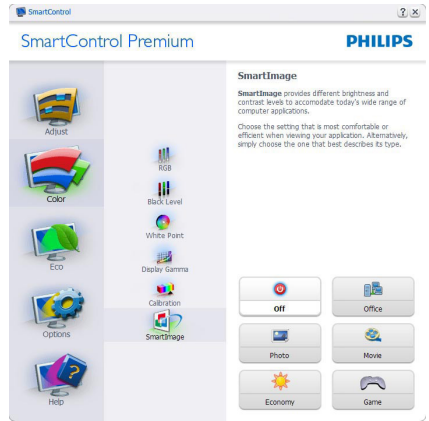 SmartControl
SmartControl Premium
PHILIPS
Adjust
Color
Eco
Options
Help
RGB
Black Level
White Point
Display Gamma
Calibration
SmartImage
SmartImage
SmartImage provides different brightness and
contrast levels to accomodate today's wide range of
computer applications.
Choose the setting that is most comfortable or
efficient when viewing your application. Alternatively,
simply choose the one that best describes its type.
Off
Office
Photo
Movie
Economy
Game